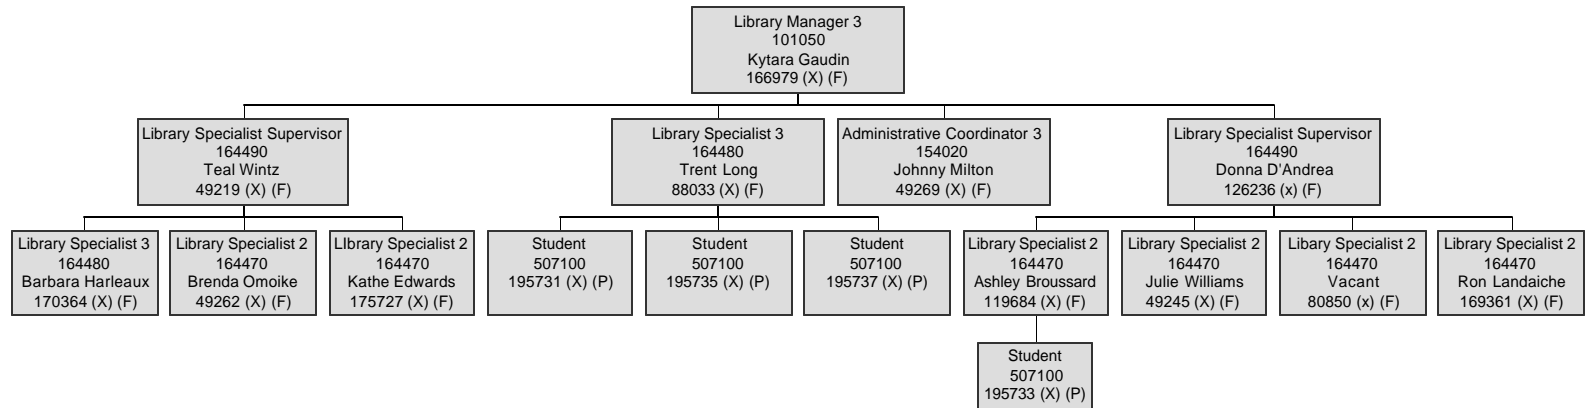 Library Manager 3
101050
Kytara Gaudin
166979 (X) (F)
Library Specialist Supervisor
164490
Teal Wintz
49219 (X) (F)
Library Specialist 3
164480
Trent Long
88033 (X) (F)
Administrative Coordinator 3
154020
Johnny Milton
49269 (X) (F)
Library Specialist Supervisor
164490
Donna D'Andrea
126236 (x) (F)
Library Specialist 3
164480
Barbara Harleaux
170364 (X) (F)
Library Specialist 2
164470
Brenda Omoike
49262 (X) (F)
LIbrary Specialist 2
164470
Kathe Edwards
175727 (X) (F)
Student
507100
195731 (X) (P)
Student
507100
195735 (X) (P)
Student
507100
195737 (X) (P)
Library Specialist 2
164470
Ashley Broussard
119684 (X) (F)
Library Specialist 2
164470
Julie Williams
49245 (X) (F)
Libary Specialist 2
164470
Vacant
80850 (x) (F)
Library Specialist 2
164470
Ron Landaiche
169361 (X) (F)
Student
507100
195733 (X) (P)